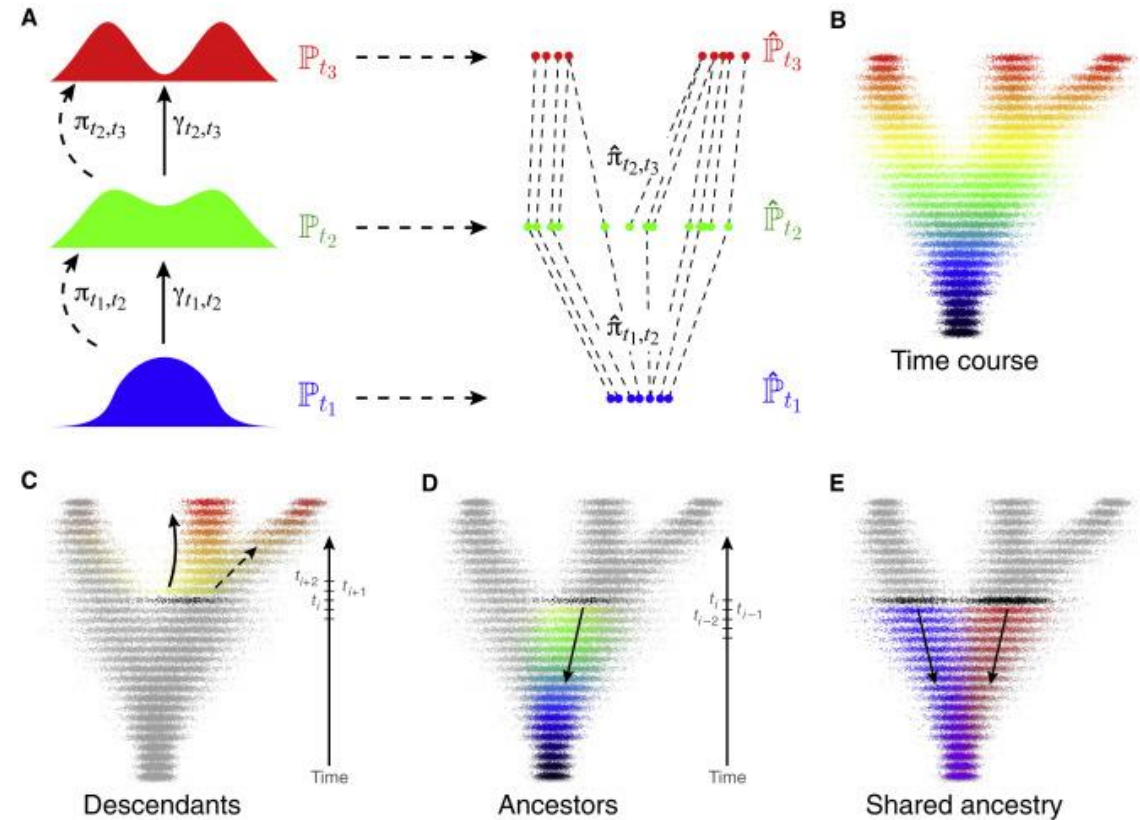 A
ℙt3
ℙ̂t3
πt2,t3
γt2,t3
π̂t2,t3
ℙt2
ℙ̂t2
πt1,t2
γt1,t2
π̂t1,t2
ℙt1
ℙ̂t1
B
Time course
C
ti+2
ti+1
ti
Time
Descendants
D
ti
ti−1
ti−2
Time
Ancestors
E
Shared ancestry